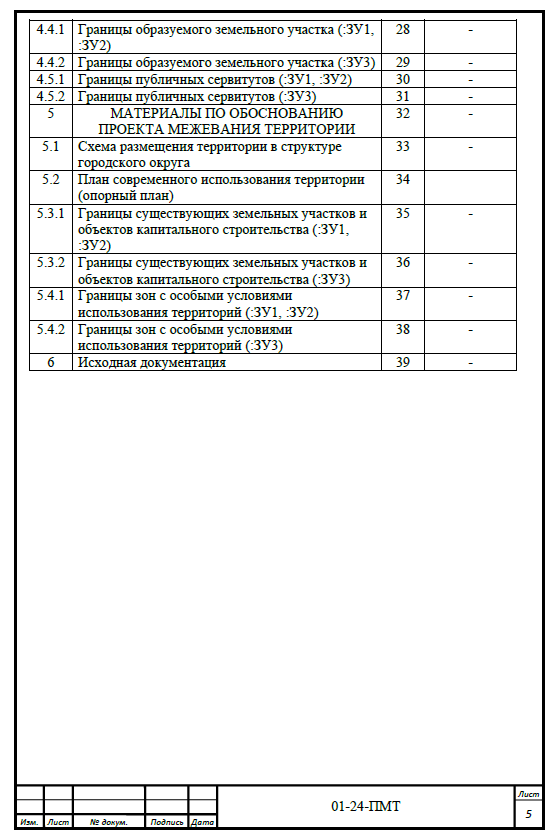 4.4.1 Границы образуемого земельного участка (:ЗУ1, 28 -
:ЗУ2)
4.4.2 Границы образуемого земельного участка (:ЗУ3) 29 -
4.5.1 Границы публичных сервитутов (:ЗУ1, :ЗУ2) 30 -
4.5.2 Границы публичных сервитутов (:ЗУ3) 31 -
5 МАТЕРИАЛЫ ПО ОБОСНОВАНИЮ 32 -
ПРОЕКТА МЕЖЕВАНИЯ ТЕРРИТОРИИ
5.1 Схема размещения территории в структуре 33 -
городского округа
5.2 План современного использования территории 34
(опорный план)
5.3.1 Границы существующих земельных участков и 35 -
объектов капитального строительства (:ЗУ1,
:ЗУ2)
5.3.2 Границы существующих земельных участков и 36 -
объектов капитального строительства (:ЗУ3)
5.4.1 Границы зон с особыми условиями 37 -
использования территорий (:ЗУ1, :ЗУ2)
5.4.2 Границы зон с особыми условиями 38 -
использования территорий (:ЗУ3)
6 Исходная документация 39 -
01-24-ПМТ
Лист
5
Изм. Лист № докум. Подпись Дата